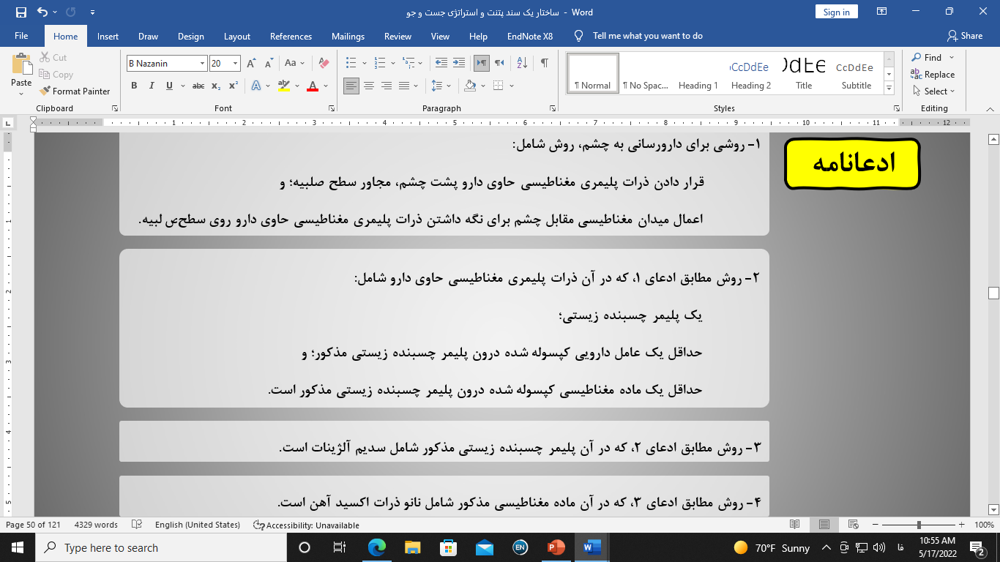 ساختار یک سند پتنت و استراتژی جست و جو - Word
Sign in
File Home Insert Draw Design Layout References Mailings Review View Help EndNote X8 Tell me what you want to do Share
Paste
Cut
Copy
Format Painter
B Nazanin 20
¶ Normal
¶ No Spac...
Heading 1
Heading 2
Title
Subtitle
Find
Replace
Select
Clipboard Font Paragraph Styles Editing
ادعانامه
۱- روشی برای دارورسانی به چشم، روش شامل:
قرار دادن ذرات پلیمری مغناطیسی حاوی دارو پشت چشم، مجاور سطح صلبیه؛ و
اعمال میدان مغناطیسی مقابل چشم برای نگه داشتن ذرات پلیمری مغناطیسی حاوی دارو روی سطح‌ص لبیه.
۲- روش مطابق ادعای ۱، که در آن ذرات پلیمری مغناطیسی حاوی دارو شامل:
یک پلیمر چسبنده زیستی؛
حداقل یک عامل دارویی کپسوله شده درون پلیمر چسبنده زیستی مذکور؛ و
حداقل یک ماده مغناطیسی کپسوله شده درون پلیمر چسبنده زیستی مذکور است.
۳- روش مطابق ادعای ۲، که در آن پلیمر چسبنده زیستی مذکور شامل سدیم آلژینات است.
۴- روش مطابق ادعای ۳، که در آن ماده مغناطیسی مذکور شامل نانو ذرات اکسید آهن است.
Page 50 of 121 4329 words English (United States) Accessibility: Unavailable 100%
Type here to search
70°F Sunny
فا
10:55 AM
5/17/2022